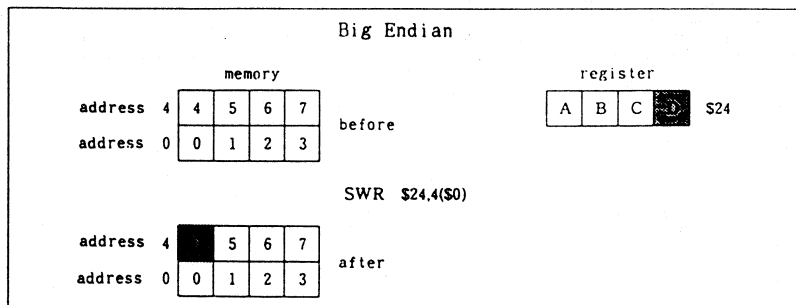 Big Endian
memory register
address 4 4 5 6 7 before A B C D $24
address 0 0 1 2 3
SWR $24,4($0)
address 4 5 6 7 after
address 0 0 1 2 3